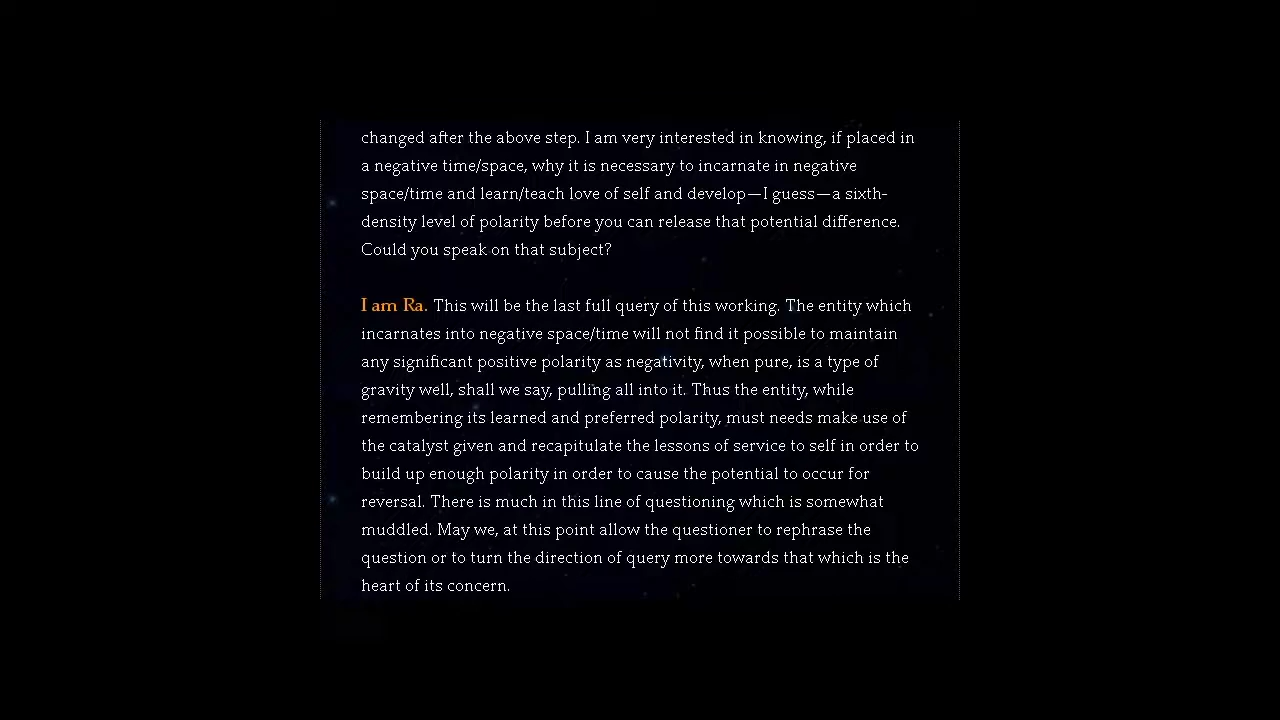 changed after the above step. I am very interested in knowing, if placed in
a negative time/space, why it is necessary to incarnate in negative
space/time and learn/teach love of self and develop—I guess—a sixth-
density level of polarity before you can release that potential difference.
Could you speak on that subject?
I am Ra. This will be the last full query of this working. The entity which
incarnates into negative space/time will not find it possible to maintain
any significant positive polarity as negativity, when pure, is a type of
gravity well, shall we say, pulling all into it. Thus the entity, while
remembering its learned and preferred polarity, must needs make use of
the catalyst given and recapitulate the lessons of service to self in order to
build up enough polarity in order to cause the potential to occur for
reversal. There is much in this line of questioning which is somewhat
muddled. May we, at this point allow the questioner to rephrase the
question or to turn the direction of query more towards that which is the
heart of its concern.